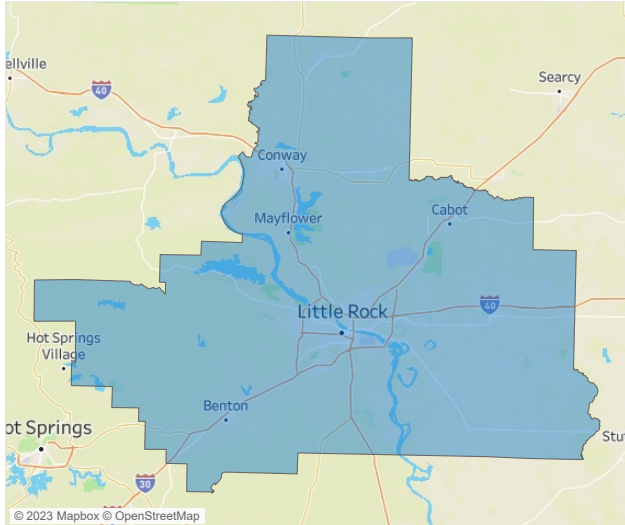 ellville
40
Searcy
Conway
Cabot
Mayflower
40
Little Rock
Hot Springs
Village
Benton
ot Springs
Stu
30
© 2023 Mapbox © OpenStreetMap